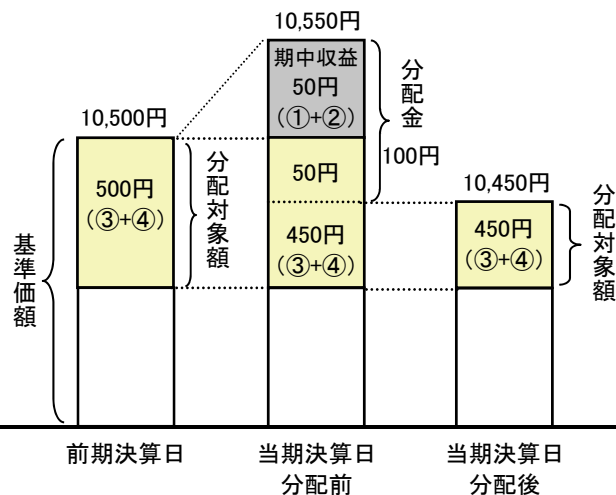 10,550円
期中収益
50円
(①+②)
分配金
10,500円
100円
500円
(③+④)
分配対象額
50円
10,450円
450円
(③+④)
450円
(③+④)
分配対象額
基準価額
前期決算日
当期決算日
分配前
当期決算日
分配後